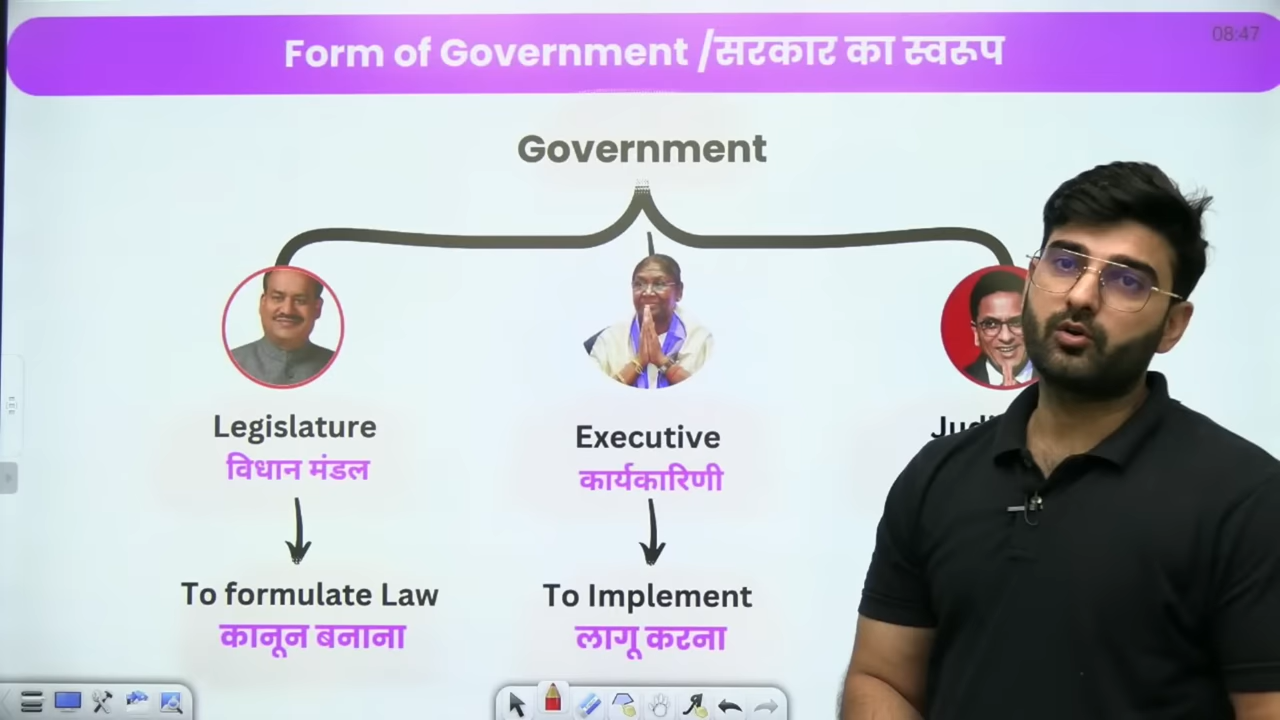 Form of Government /सरकार का स्वरूप
08:47
Government
Legislature
विधान मंडल
Executive
कार्यकारिणी
To formulate Law
कानून बनाना
To Implement
लागू करना